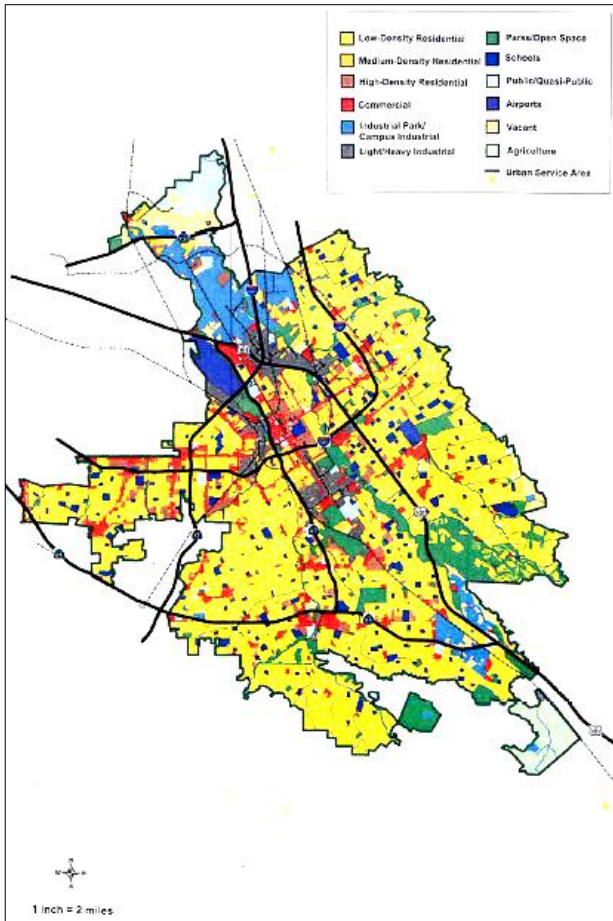 Low-Density Residential
Medium-Density Residential
High-Density Residential
Commercial
Industrial Park/
Campus Industrial
Light/Heavy Industrial
Parks/Open Space
Schools
Public/Quasi-Public
Airports
Vacant
Agriculture
Urban Service Area
N
W
S
1 inch = 2 miles